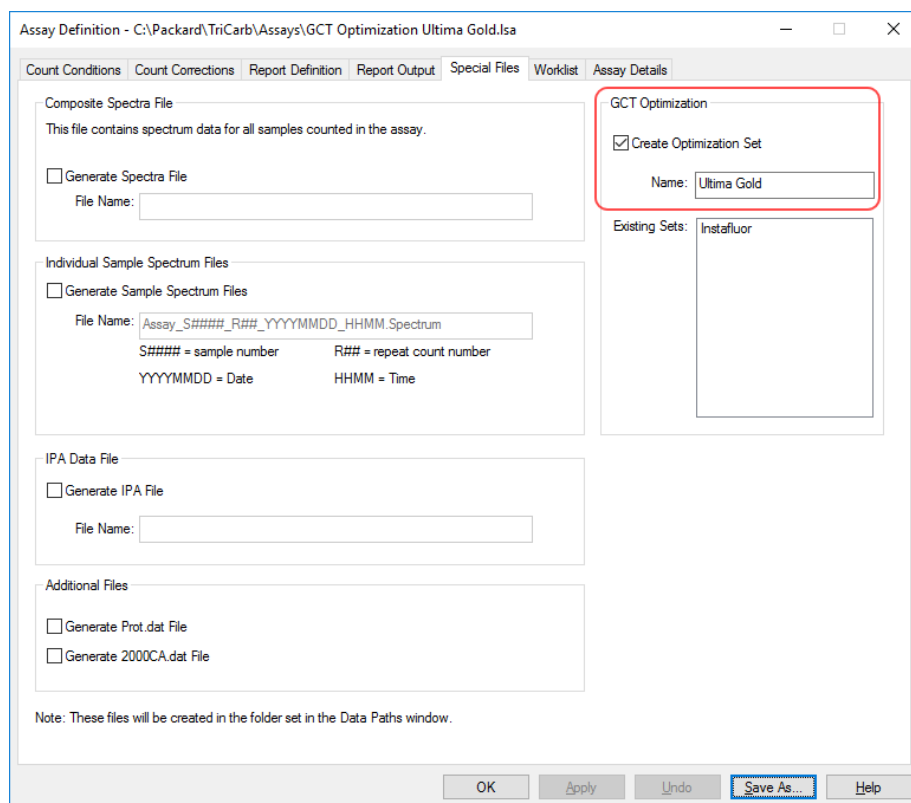 Assay Definition - C:\Packard\TriCarb\Assays\GCT Optimization Ultima Gold.lsa
Count Conditions Count Corrections Report Definition Report Output Special Files Worklist Assay Details
Composite Spectra File
This file contains spectrum data for all samples counted in the assay.
Generate Spectra File
File Name:
Individual Sample Spectrum Files
Generate Sample Spectrum Files
File Name: Assay_S####_R##_YYYYMMDD_HHMM.Spectrum
S#### = sample number R## = repeat count number
YYYYMMDD = Date HHMM = Time
IPA Data File
Generate IPA File
File Name:
Additional Files
Generate Prot.dat File
Generate 2000CA.dat File
Note: These files will be created in the folder set in the Data Paths window.
GCT Optimization
Create Optimization Set
Name: Ultima Gold
Existing Sets: Instafluor
OK Apply Undo Save As... Help